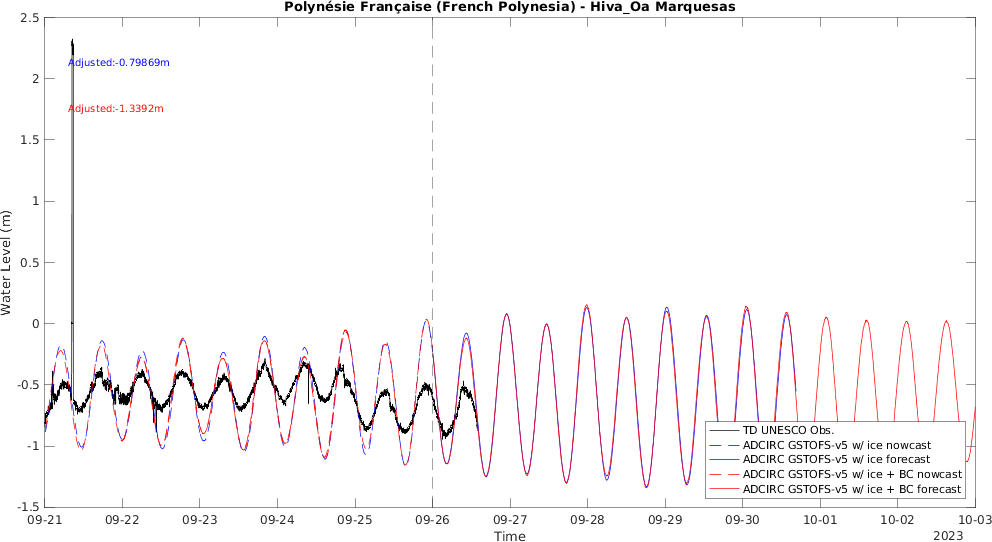 Polynésie Française (French Polynesia) - Hiva_Oa Marquesas
2.5
2
1.5
1
0.5
0
-0.5
-1
-1.5
Water Level (m)
Adjusted:-0.79869m
Adjusted:-1.3392m
TD UNESCO Obs.
ADCIRC GSTOFS-v5 w/ ice nowcast
ADCIRC GSTOFS-v5 w/ ice forecast
ADCIRC GSTOFS-v5 w/ ice + BC nowcast
ADCIRC GSTOFS-v5 w/ ice + BC forecast
09-21 09-22 09-23 09-24 09-25 09-26 09-27 09-28 09-29 09-30 10-01 10-02 10-03
Time
2023